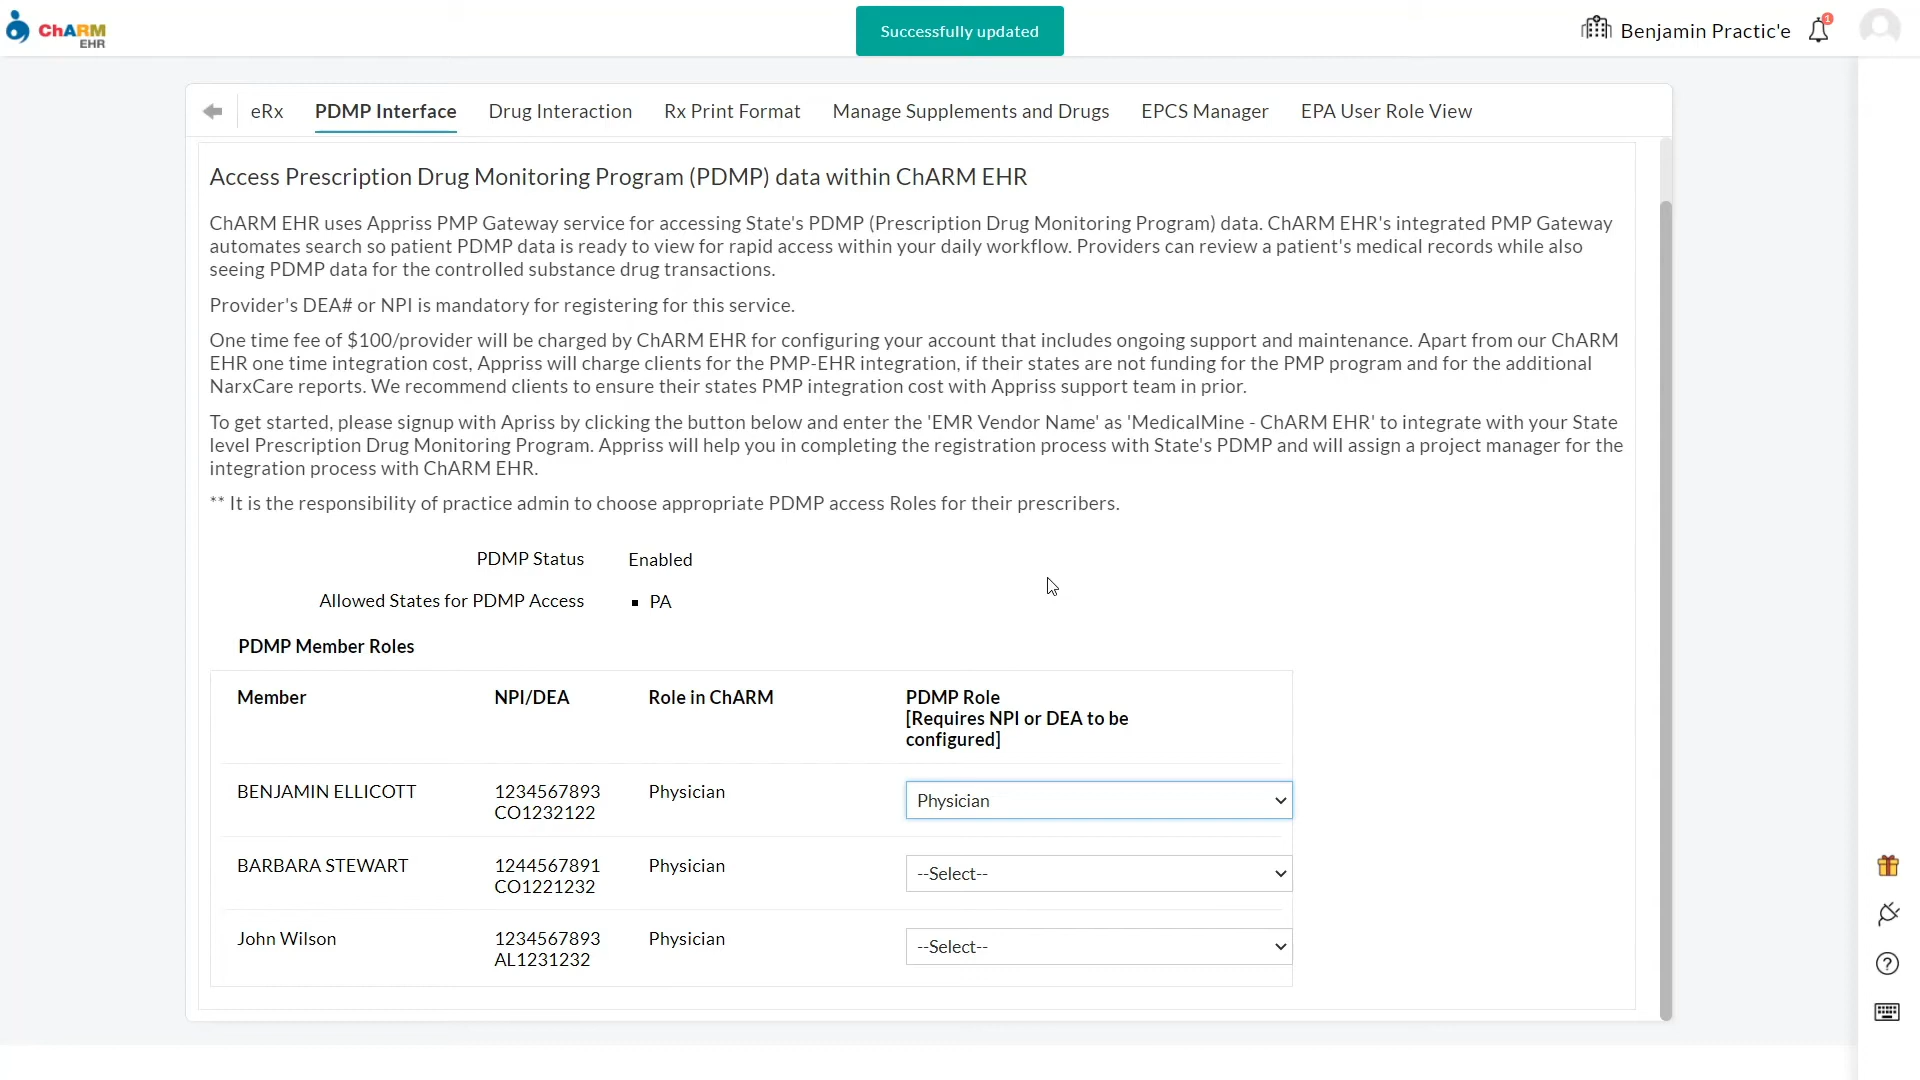 ChARM
EHR
Successfully updated
Benjamin Practic'e
1
eRx
PDMP Interface
Drug Interaction
Rx Print Format
Manage Supplements and Drugs
EPCS Manager
EPA User Role View
Access Prescription Drug Monitoring Program (PDMP) data within ChARM EHR
ChARM EHR uses Appriss PMP Gateway service for accessing State's PDMP (Prescription Drug Monitoring Program) data. ChARM EHR's integrated PMP Gateway
automates search so patient PDMP data is ready to view for rapid access within your daily workflow. Providers can review a patient's medical records while also
seeing PDMP data for the controlled substance drug transactions.
Provider's DEA# or NPI is mandatory for registering for this service.
One time fee of $100/provider will be charged by ChARM EHR for configuring your account that includes ongoing support and maintenance. Apart from our ChARM
EHR one time integration cost, Appriss will charge clients for the PMP-EHR integration, if their states are not funding for the PMP program and for the additional
NarxCare reports. We recommend clients to ensure their states PMP integration cost with Appriss support team in prior.
To get started, please signup with Apriss by clicking the button below and enter the 'EMR Vendor Name' as 'MedicalMine - ChARM EHR' to integrate with your State
level Prescription Drug Monitoring Program. Appriss will help you in completing the registration process with State's PDMP and will assign a project manager for the
integration process with ChARM EHR.
** It is the responsibility of practice admin to choose appropriate PDMP access Roles for their prescribers.
PDMP Status Enabled
Allowed States for PDMP Access ▪ PA
PDMP Member Roles
Member
NPI/DEA
Role in ChARM
PDMP Role
[Requires NPI or DEA to be
configured]
BENJAMIN ELLICOTT
1234567893
CO1232122
Physician
Physician
BARBARA STEWART
1244567891
CO1221232
Physician
--Select--
John Wilson
1234567893
AL1231232
Physician
--Select--